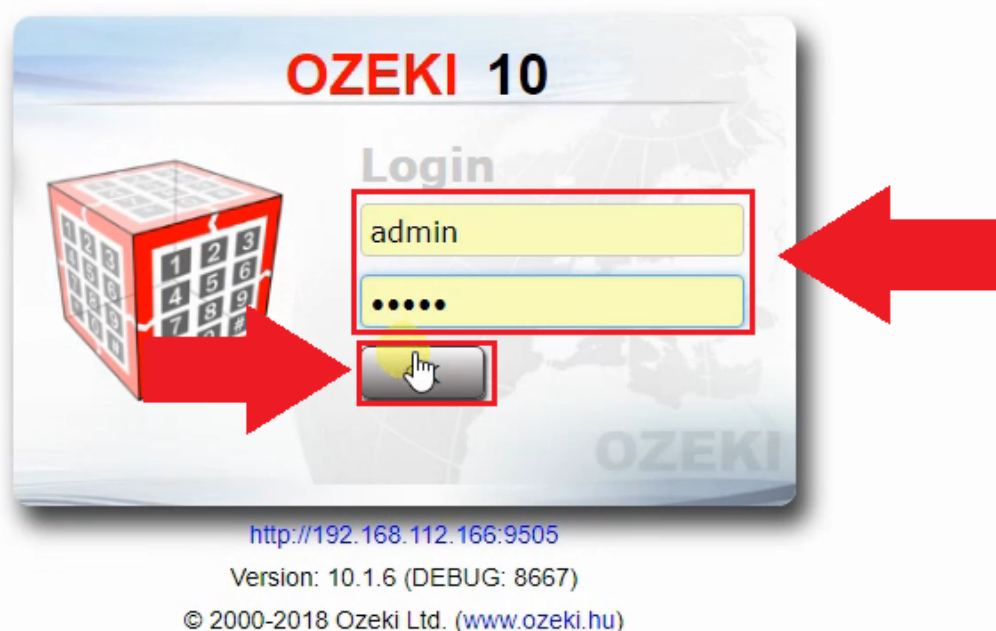 OZEKI 10
Login
admin
•••••
OZEKI
http://192.168.112.166:9505
Version: 10.1.6 (DEBUG: 8667)
© 2000-2018 Ozeki Ltd. (www.ozeki.hu)